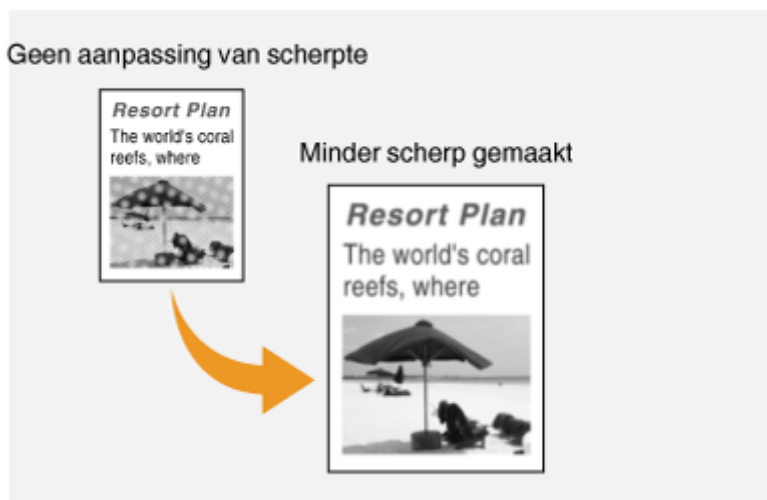 Geen aanpassing van scherpte
Resort Plan
The world's coral
reefs, where
Minder scherp gemaakt
Resort Plan
The world's coral
reefs, where